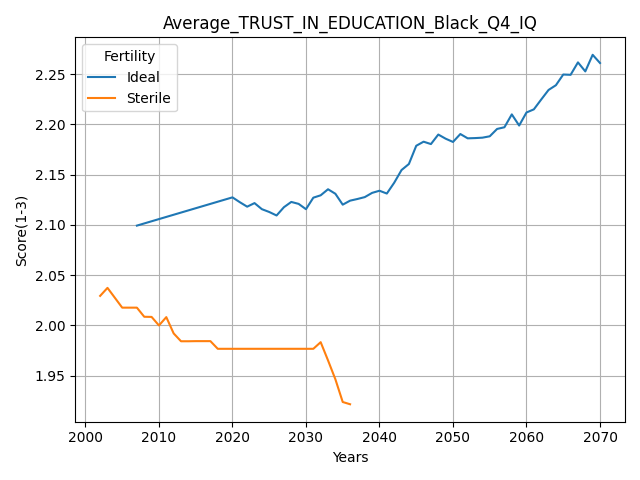 Average_TRUST_IN_EDUCATION_Black_Q4_IQ
Fertility
Ideal
Sterile
Score(1-3)
2.25
2.20
2.15
2.10
2.05
2.00
1.95
2000 2010 2020 2030 2040 2050 2060 2070
Years